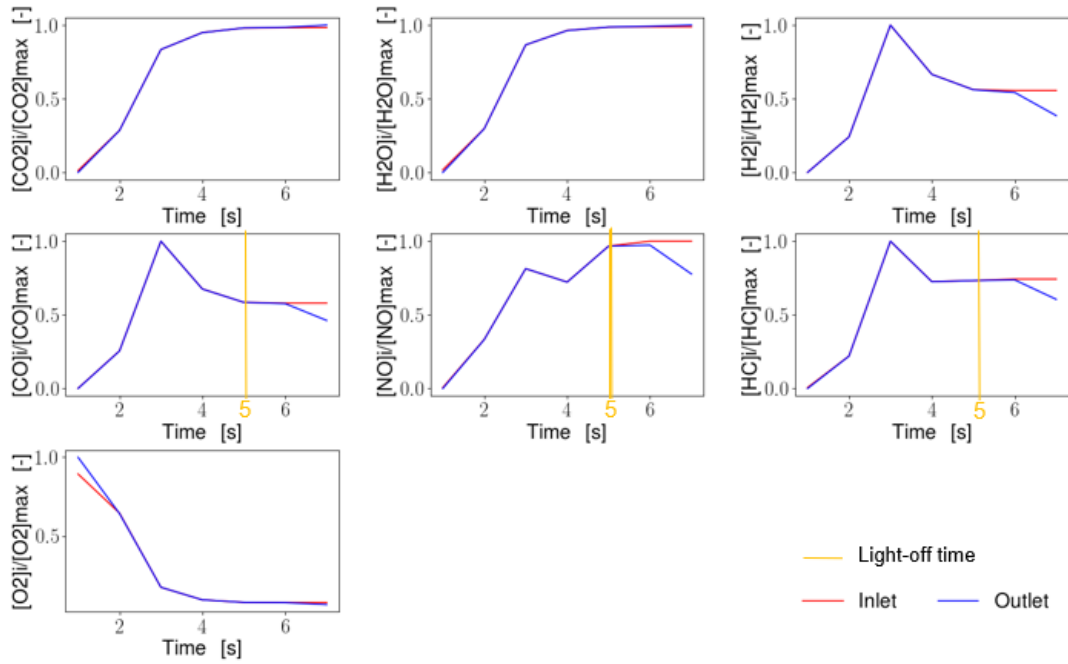 [CO2]i/[CO2]max [-]
1.0
0.5
0.0
2 4 6
Time [s]
[H2O]i/[H2O]max [-]
1.0
0.5
0.0
2 4 6
Time [s]
[H2]i/[H2]max [-]
1.0
0.5
0.0
2 4 6
Time [s]
[CO]i/[CO]max [-]
1.0
0.5
0.0
2 4 5 6
Time [s]
[NO]i/[NO]max [-]
1.0
0.5
0.0
2 4 5 6
Time [s]
[HC]i/[HC]max [-]
1.0
0.5
0.0
2 4 5 6
Time [s]
[O2]i/[O2]max [-]
1.0
0.5
2 4 6
Time [s]
Light-off time
Inlet Outlet